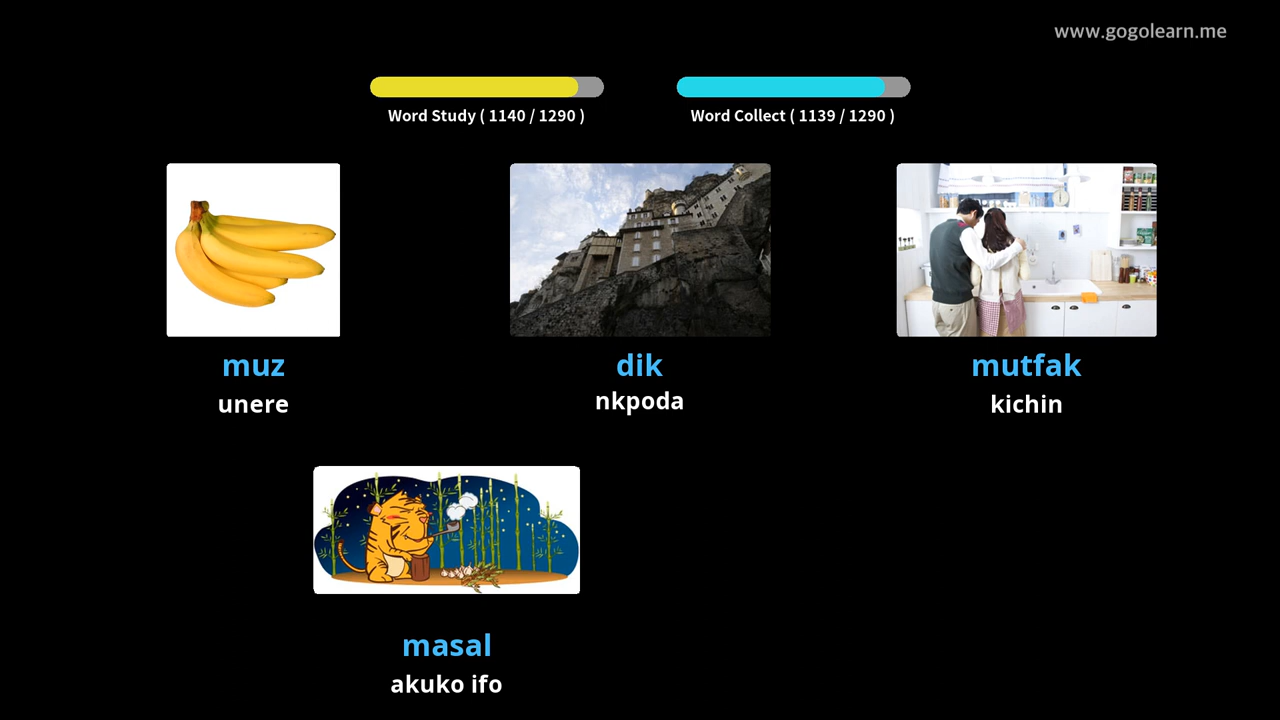 www.gogolearn.me
Word Study ( 1140 / 1290 )
Word Collect ( 1139 / 1290 )
muz
unere
dik
nkpoda
mutfak
kichin
masal
akuko ifo